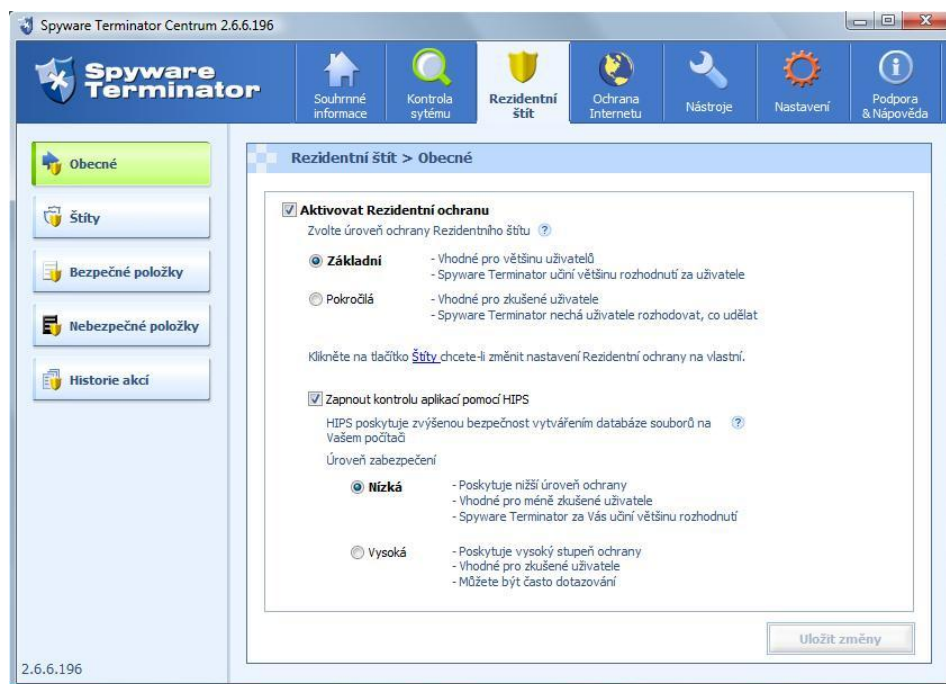 Spyware Terminator Centrum 2.6.6.196
Spyware
Terminator
Souhrnné
informace
Kontrola
sytému
Rezidentní
štít
Ochrana
Internetu
Nástroje
Nastavení
Podpora
& Nápověda
Obecné
Štíty
Bezpečné položky
Nebezpečné položky
Historie akcí
Rezidentní štít > Obecné
Aktivovat Rezidentní ochranu
Zvolte úroveň ochrany Rezidentního štítu ?
Základní - Vhodné pro většinu uživatelů
- Spyware Terminator učiní většinu rozhodnutí za uživatele
Pokročilá - Vhodné pro zkušené uživatele
- Spyware Terminator nechá uživatele rozhodovat, co udělat
Klikněte na tlačítko Štíty chcete-li změnit nastavení Rezidentní ochrany na vlastní.
Zapnout kontrolu aplikací pomocí HIPS
HIPS poskytuje zvýšenou bezpečnost vytvářením databáze souborů na ?
Vašem počítači
Úroveň zabezpečení
Nízká - Poskytuje nižší úroveň ochrany
- Vhodné pro méně zkušené uživatele
- Spyware Terminator za Vás učiní většinu rozhodnutí
Vysoká - Poskytuje vysoký stupeň ochrany
- Vhodné pro zkušené uživatele
- Můžete být často dotazování
Uložit změny
2.6.6.196